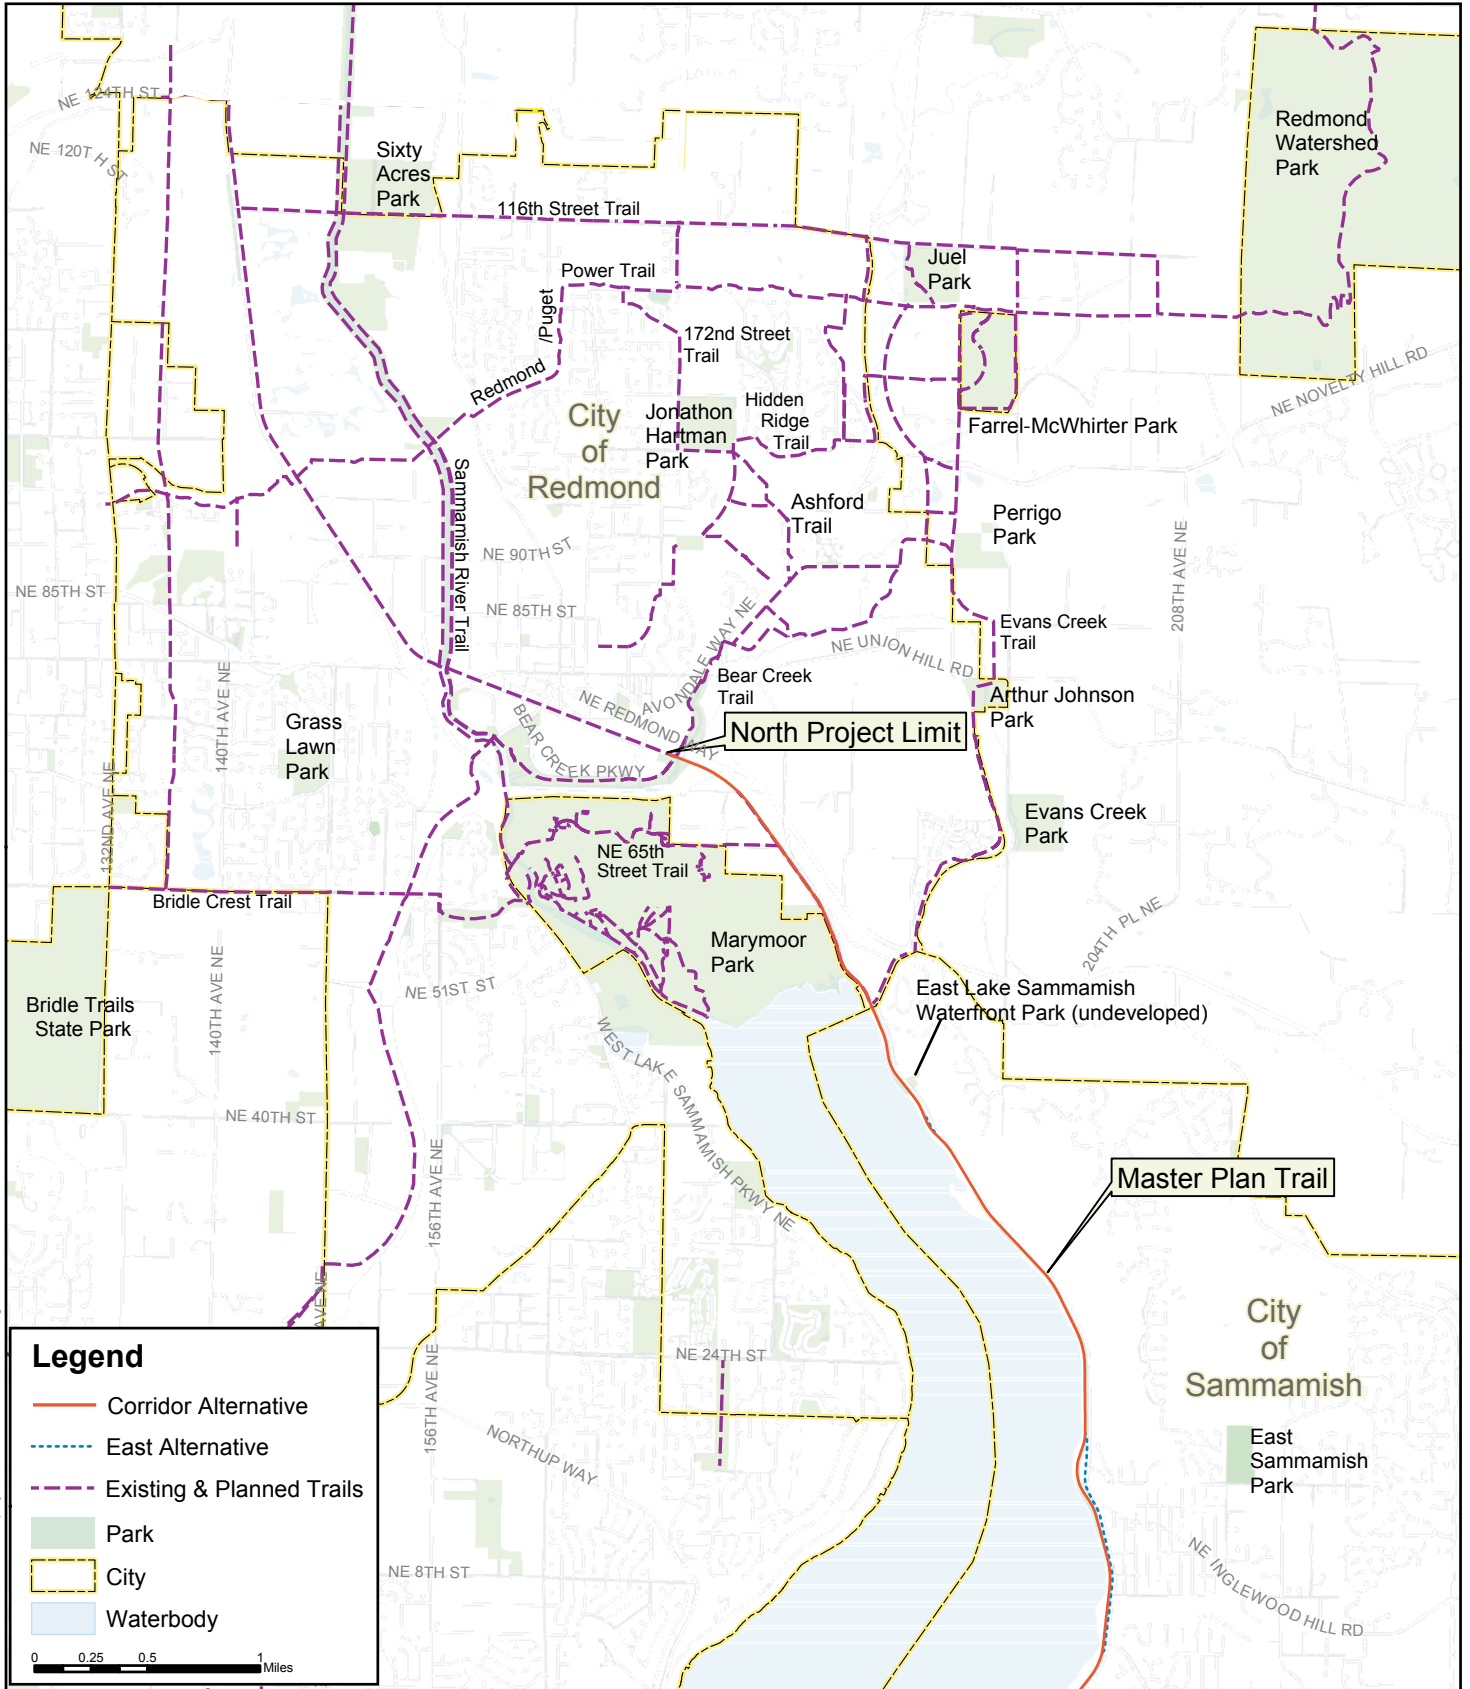 NE 124TH ST
NE 120TH ST
Sixty
Acres
Park
Redmond
Watershed
Park
116th Street Trail
Power Trail
Juel
Park
/Puget
Redmond
172nd Street
Trail
NE NOVELTY HILL RD
City
of
Redmond
Jonathon
Hartman
Park
Hidden
Ridge
Trail
Farrel-McWhirter Park
Sammamish River Trail
Ashford
Trail
Perrigo
Park
NE 90TH ST
208TH AVE NE
NE 85TH ST
NE 85TH ST
Evans Creek
Trail
AVONDALE WAY NE
NE UNION HILL RD
Bear Creek
Trail
Arthur Johnson
Park
140TH AVE NE
Grass
Lawn
Park
BEAR CREEK PKWY
NE REDMOND WAY
North Project Limit
132ND AVE NE
Evans Creek
Park
NE 65th
Street Trail
Bridle Crest Trail
Marymoor
Park
204TH PL NE
140TH AVE NE
NE 51ST ST
East Lake Sammamish
Waterfront Park (undeveloped)
Bridle Trails
State Park
WEST LAKE SAMMAMISH PKWY NE
NE 40TH ST
156TH AVE NE
Master Plan Trail
AVE NE
City
of
Sammamish
NE 24TH ST
156TH AVE NE
NORTHUP WAY
East
Sammamish
Park
NE 8TH ST
NE INGLEWOOD HILL RD
Legend
Corridor Alternative
East Alternative
Existing & Planned Trails
Park
City
Waterbody
0 0.25 0.5 1
Miles